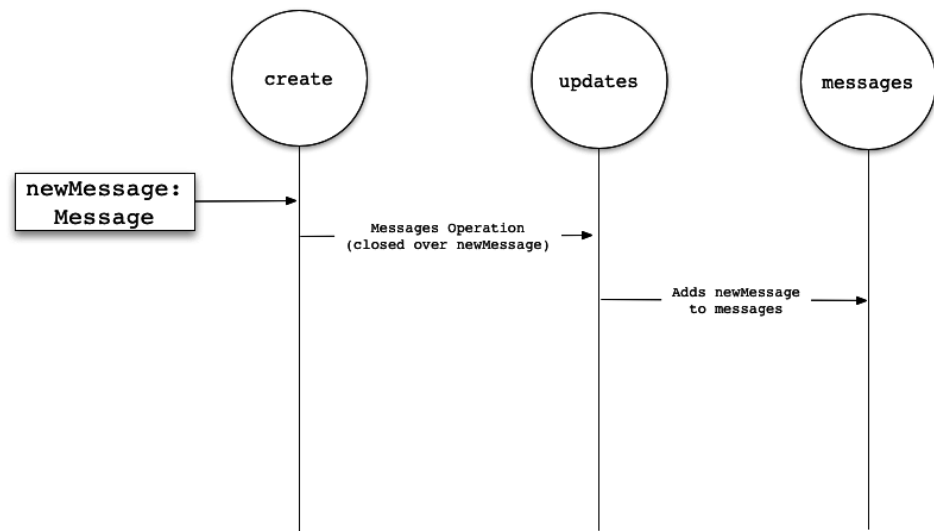 create
updates
messages
newMessage:
Message
Messages Operation
(closed over newMessage)
Adds newMessage
to messages